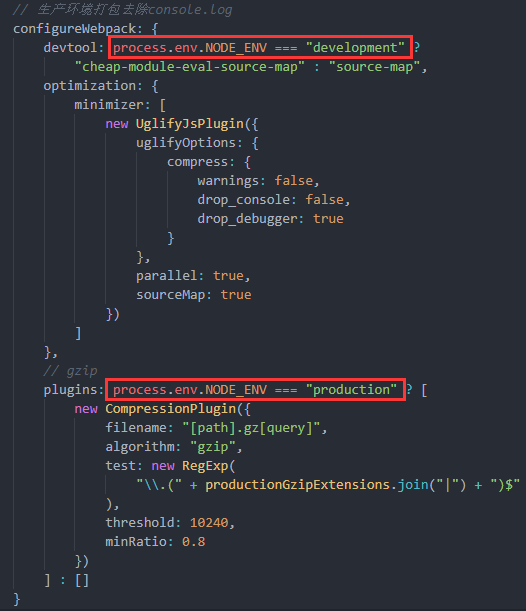 // 生产环境打包去除console.log
configureWebpack: {
devtool: process.env.NODE_ENV === "development" ?
"cheap-module-eval-source-map" : "source-map",
optimization: {
minimizer: [
new UglifyJsPlugin({
uglifyOptions: {
compress: {
warnings: false,
drop_console: false,
drop_debugger: true
}
},
parallel: true,
sourceMap: true
})
]
},
// gzip
plugins: process.env.NODE_ENV === "production" ? [
new CompressionPlugin({
filename: "[path].gz[query]",
algorithm: "gzip",
test: new RegExp(
"\\.(" + productionGzipExtensions.join("|") + ")$"
),
threshold: 10240,
minRatio: 0.8
})
] : []
}